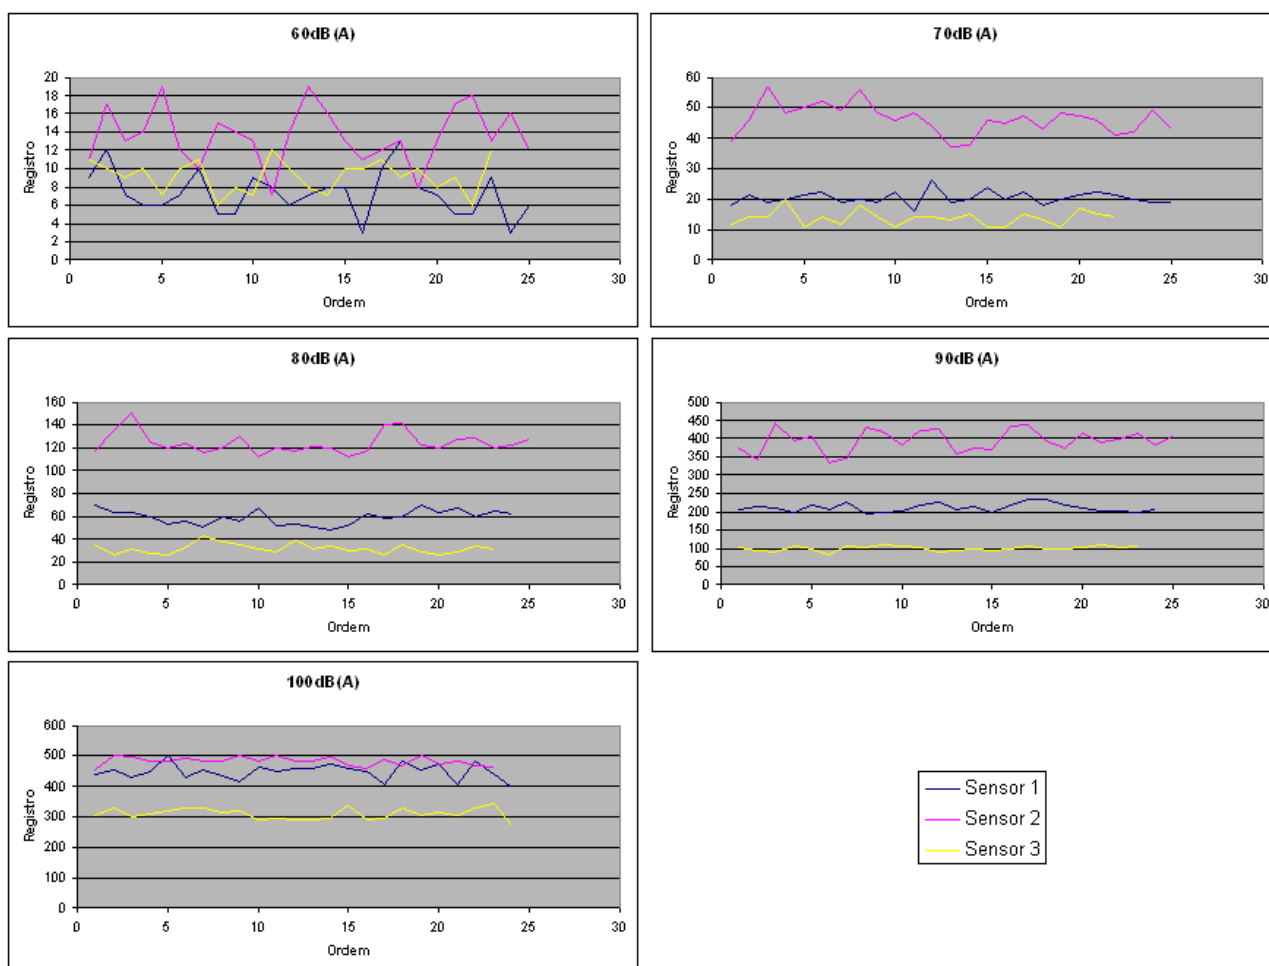 60dB(A)
20
18
16
14
12
10
8
6
4
2
0
Registro
0 5 10 15 20 25 30
Ordem
70dB(A)
60
50
40
30
20
10
0
Registro
0 5 10 15 20 25 30
Ordem
80dB(A)
160
140
120
100
80
60
40
20
0
Registro
0 5 10 15 20 25 30
Ordem
90dB(A)
500
450
400
350
300
250
200
150
100
50
0
Registro
0 5 10 15 20 25 30
Ordem
100dB(A)
600
500
400
300
200
100
0
Registro
0 5 10 15 20 25 30
Ordem
Sensor 1
Sensor 2
Sensor 3